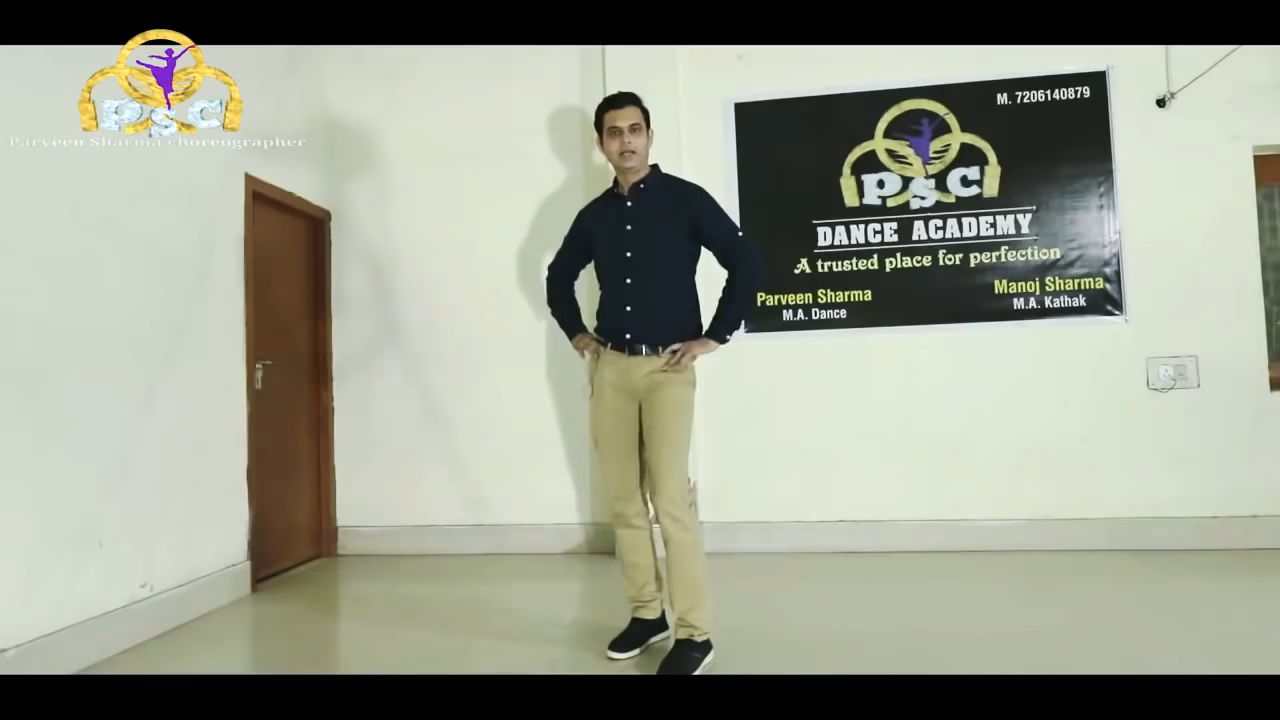 PSC
Parveen Sharma choreographer
M. 7206140879
PSC
DANCE ACADEMY
A trusted place for perfection
Parveen Sharma
M.A. Dance
Manoj Sharma
M.A. Kathak